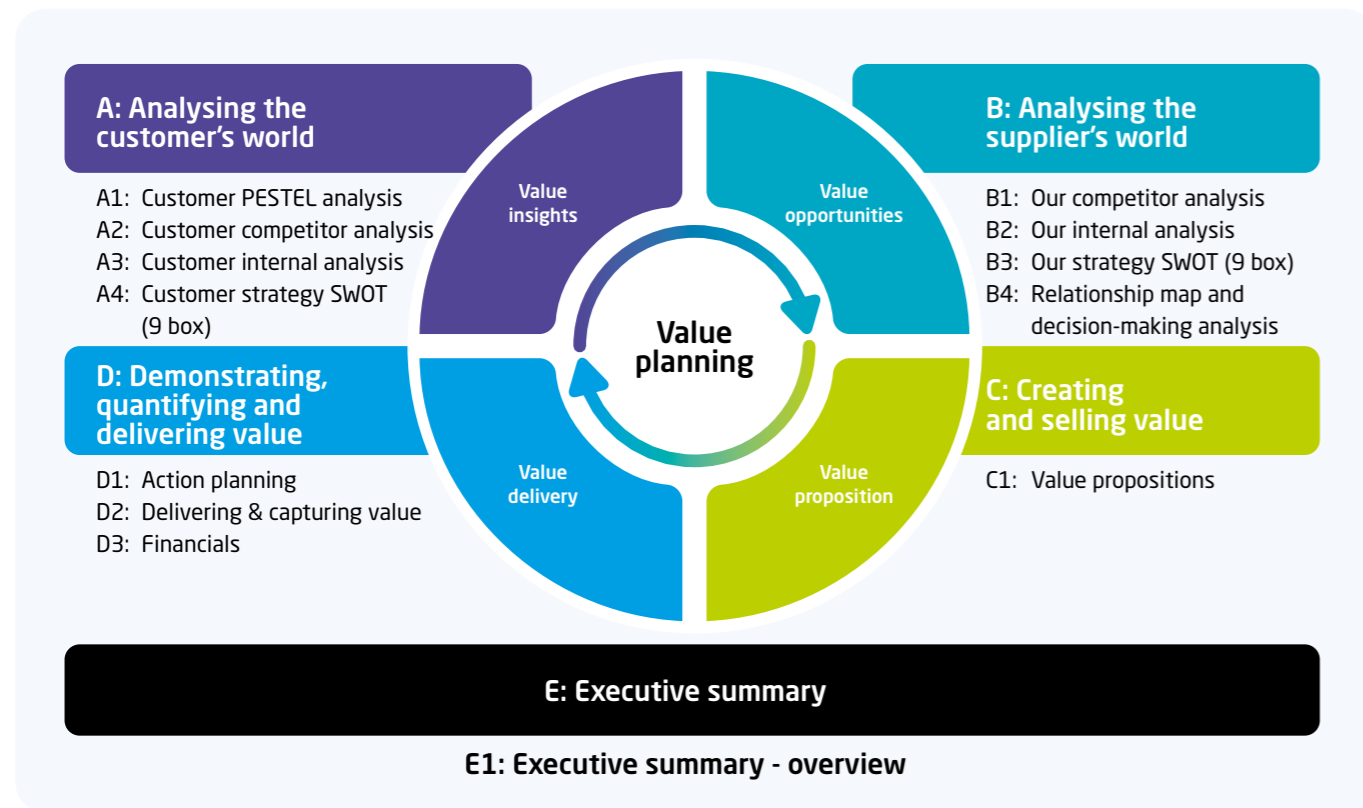 A: Analysing the
customer's world
A1: Customer PESTEL analysis
A2: Customer competitor analysis
A3: Customer internal analysis
A4: Customer strategy SWOT
(9 box)
Value
insights
Value
opportunities
B: Analysing the
supplier's world
B1: Our competitor analysis
B2: Our internal analysis
B3: Our strategy SWOT (9 box)
B4: Relationship map and
decision-making analysis
Value
planning
D: Demonstrating,
quantifying and
delivering value
D1: Action planning
D2: Delivering & capturing value
D3: Financials
Value
delivery
Value
proposition
C: Creating
and selling value
C1: Value propositions
E: Executive summary
E1: Executive summary - overview